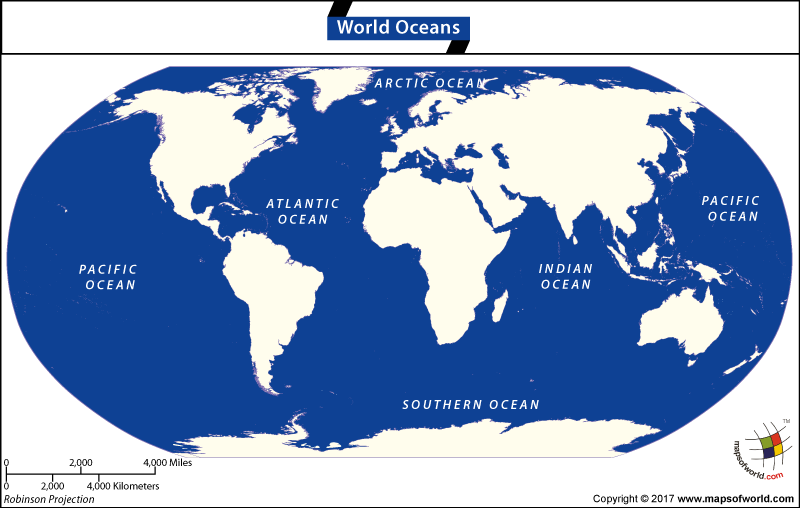 World Oceans
ARCTIC OCEAN
ATLANTIC
OCEAN
PACIFIC
OCEAN
PACIFIC
OCEAN
INDIAN
OCEAN
SOUTHERN OCEAN
0 2,000 4,000 Miles
0 2,000 4,000 Kilometers
Robinson Projection
TM
mapsofworld.com
Copyright © 2017 www.mapsofworld.com